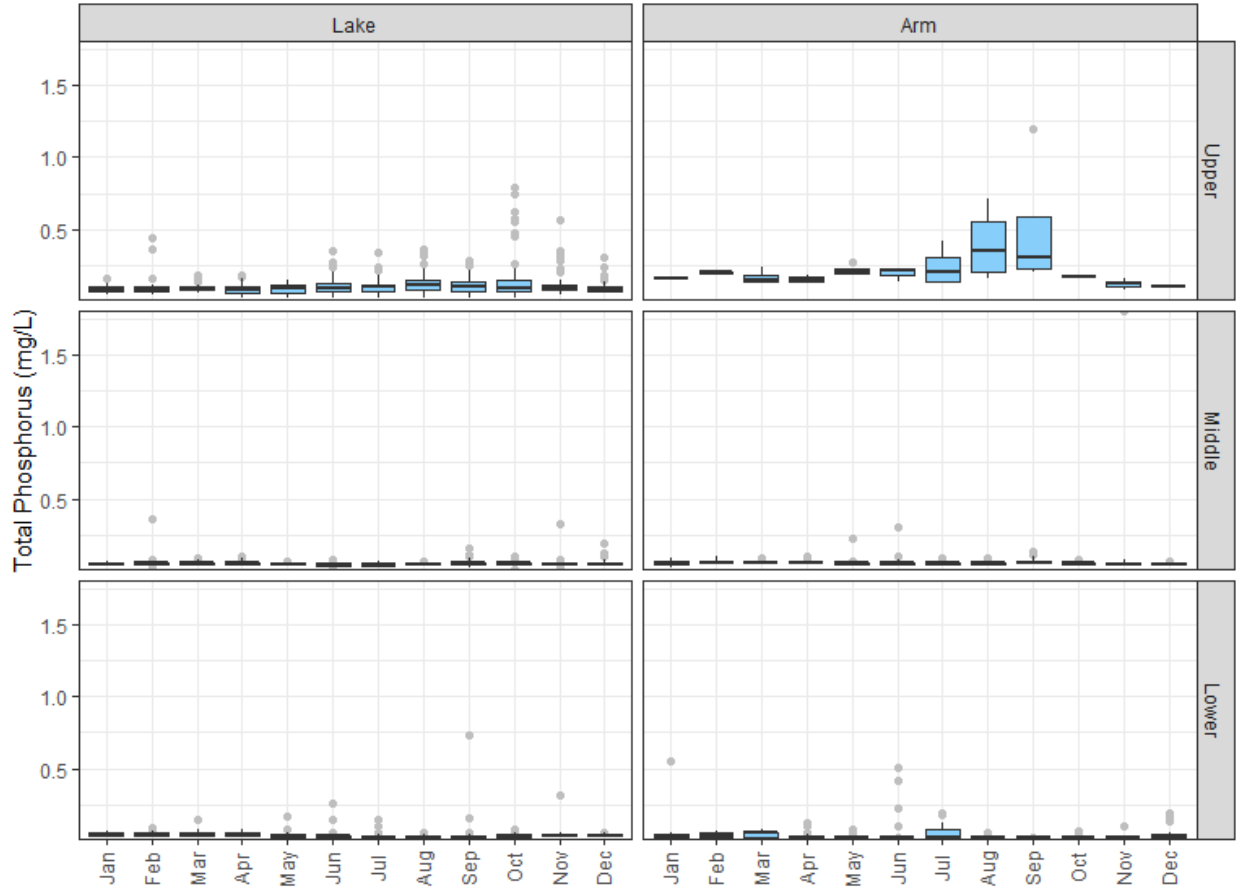 Lake Arm
Total Phosphorus (mg/L)
1.5
1.0
0.5
Upper
1.5
1.0
0.5
Middle
1.5
1.0
0.5
Lower
Jan Feb Mar Apr May Jun Jul Aug Sep Oct Nov Dec Jan Feb Mar Apr May Jun Jul Aug Sep Oct Nov Dec